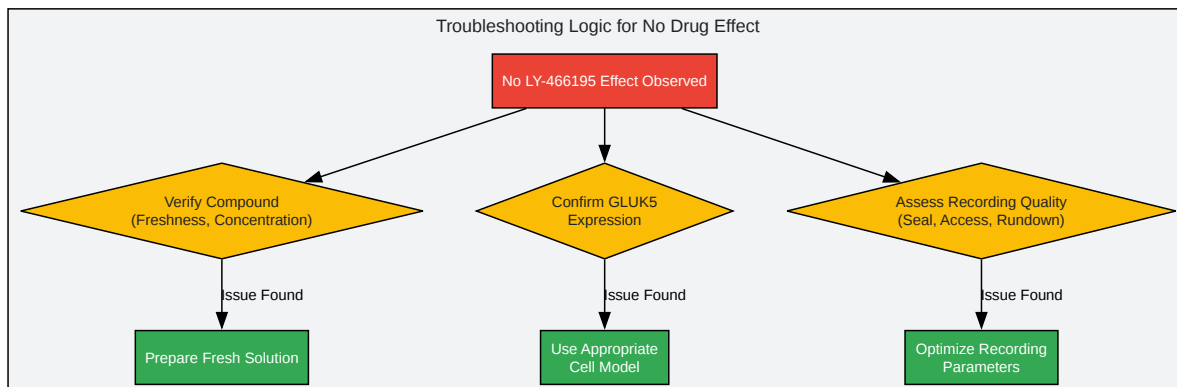 Troubleshooting Logic for No Drug Effect
No LY-466195 Effect Observed
Verify Compound
(Freshness, Concentration)
Confirm GLUK5
Expression
Assess Recording Quality
(Seal, Access, Rundown)
Issue Found
Issue Found
Issue Found
Prepare Fresh Solution
Use Appropriate
Cell Model
Optimize Recording
Parameters